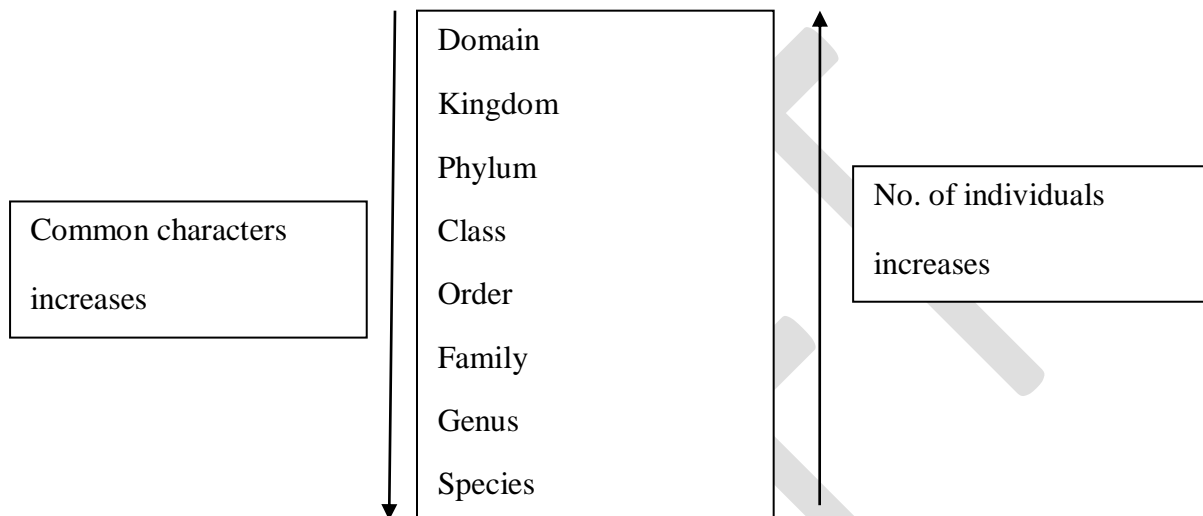 Domain
Kingdom
Phylum
Class
Order
Family
Genus
Species
Common characters
increases
No. of individuals
increases